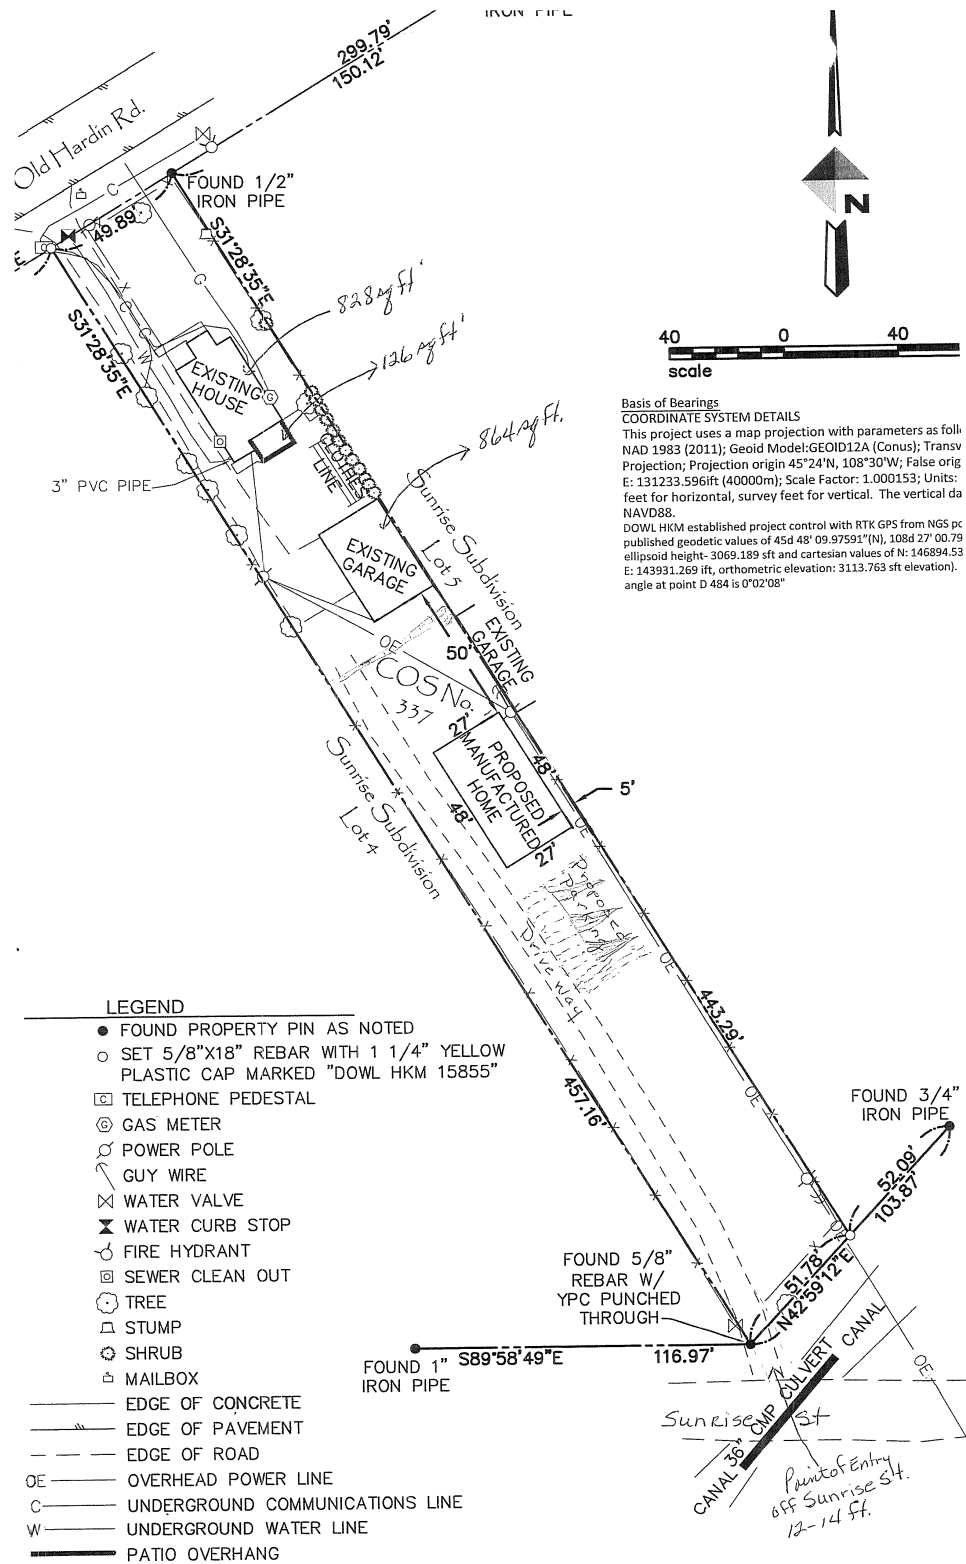 IRON PIPE
299.79'
150.12'
Old Hardin Rd.
C
FOUND 1/2"
IRON PIPE
49.89'
S31°28'35"E
S31°28'35"E
G
C
W
828 sq ft
126 sq ft
EXISTING
HOUSE
G
CLOTHES
LINE
864 sq. ft.
3" PVC PIPE
N
40 0 40
scale
Basis of Bearings
COORDINATE SYSTEM DETAILS
This project uses a map projection with parameters as foll
NAD 1983 (2011); Geoid Model:GEOID12A (Conus); Transv
Projection; Projection origin 45°24'N, 108°30'W; False orig
E: 131233.596ift (40000m); Scale Factor: 1.000153; Units:
feet for horizontal, survey feet for vertical. The vertical da
NAVD88.
DOWL HKM established project control with RTK GPS from NGS po
published geodetic values of 45d 48' 09.97591"(N), 108d 27' 00.79
ellipsoid height- 3069.189 sft and cartesian values of N: 146894.53
E: 143931.269 ift, orthometric elevation: 3113.763 sft elevation).
angle at point D 484 is 0°02'08"
EXISTING
GARAGE
Sunrise Subdivision
Lot 5
EXISTING
GARAGE
OE
50'
COS No.
337
27'
PROPOSED
MANUFACTURED
HOME
48'
48'
27'
5'
OE
Sunrise Subdivision
Lot 4
Proposed
Parking
Drive Way
OE
443.29'
OE
457.16'
LEGEND
FOUND PROPERTY PIN AS NOTED
SET 5/8"X18" REBAR WITH 1 1/4" YELLOW
PLASTIC CAP MARKED "DOWL HKM 15855"
C TELEPHONE PEDESTAL
G GAS METER
POWER POLE
GUY WIRE
WATER VALVE
WATER CURB STOP
FIRE HYDRANT
SEWER CLEAN OUT
TREE
STUMP
SHRUB
MAILBOX
EDGE OF CONCRETE
EDGE OF PAVEMENT
EDGE OF ROAD
OE OVERHEAD POWER LINE
C UNDERGROUND COMMUNICATIONS LINE
W UNDERGROUND WATER LINE
PATIO OVERHANG
FOUND 3/4"
IRON PIPE
52.09'
103.87'
FOUND 5/8"
REBAR W/
YPC PUNCHED
THROUGH
51.78'
N42°59'12"E
FOUND 1"
IRON PIPE
S89°58'49"E 116.97'
CANAL 36" CMP CULVERT CANAL
OE
Sunrise St
Point of Entry
off Sunrise St.
12-14 ft.